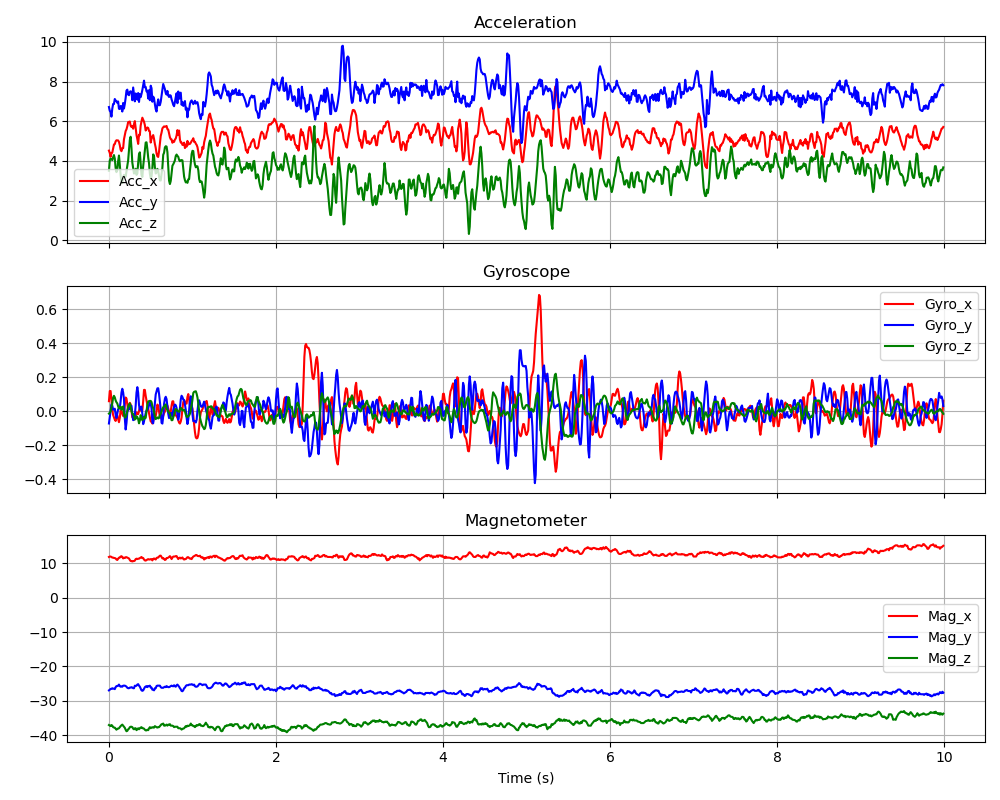 Acceleration
10
8
6
4
2
0
Acc_x
Acc_y
Acc_z
Gyroscope
0.6
0.4
0.2
0.0
−0.2
−0.4
Gyro_x
Gyro_y
Gyro_z
Magnetometer
10
0
−10
−20
−30
−40
Mag_x
Mag_y
Mag_z
0 2 4 6 8 10
Time (s)